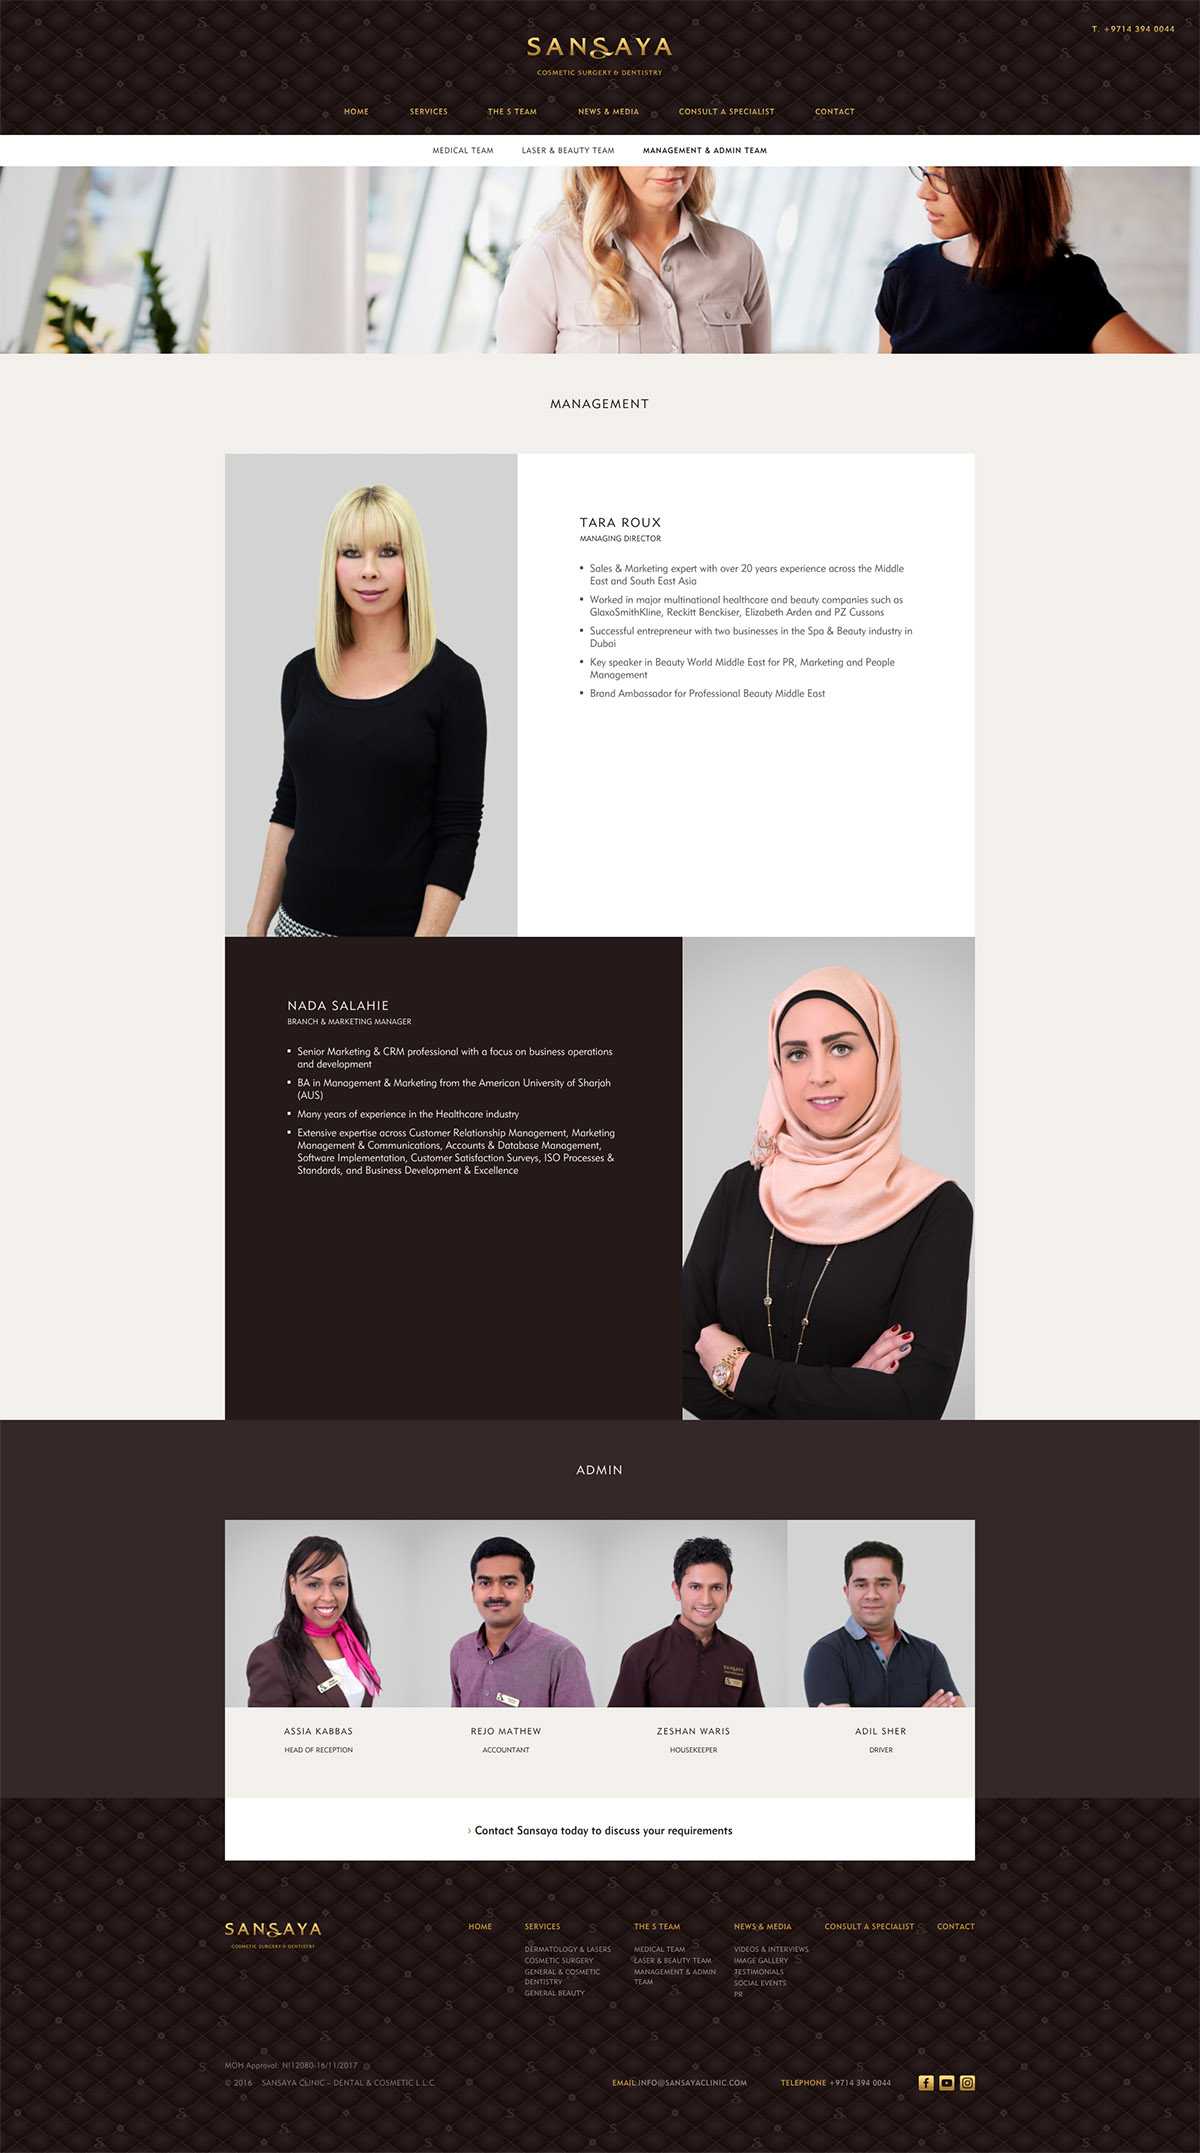 T. +9714 394 0044
SANSAYA
COSMETIC SURGERY & DENTISTRY
HOME SERVICES THE S TEAM NEWS & MEDIA CONSULT A SPECIALIST CONTACT
MEDICAL TEAM LASER & BEAUTY TEAM MANAGEMENT & ADMIN TEAM
MANAGEMENT
TARA ROUX
MANAGING DIRECTOR
• Sales & Marketing expert with over 20 years experience across the Middle
East and South East Asia
• Worked in major multinational healthcare and beauty companies such as
GlaxoSmithKline, Reckitt Benckiser, Elizabeth Arden and PZ Cussons
• Successful entrepreneur with two businesses in the Spa & Beauty industry in
Dubai
• Key speaker in Beauty World Middle East for PR, Marketing and People
Management
• Brand Ambassador for Professional Beauty Middle East
NADA SALAHIE
BRANCH & MARKETING MANAGER
• Senior Marketing & CRM professional with a focus on business operations
and development
• BA in Management & Marketing from the American University of Sharjah
(AUS)
• Many years of experience in the Healthcare industry
• Extensive expertise across Customer Relationship Management, Marketing
Management & Communications, Accounts & Database Management,
Software Implementation, Customer Satisfaction Surveys, ISO Processes &
Standards, and Business Development & Excellence
ADMIN
SANSAYA
ASSIA KABBAS
HEAD OF RECEPTION
REJO MATHEW
ACCOUNTANT
ZESHAN WARIS
HOUSEKEEPER
ADIL SHER
DRIVER
› Contact Sansaya today to discuss your requirements
SANSAYA
COSMETIC SURGERY & DENTISTRY
HOME
SERVICES
DERMATOLOGY & LASERS
COSMETIC SURGERY
GENERAL & COSMETIC
DENTISTRY
GENERAL BEAUTY
THE S TEAM
MEDICAL TEAM
LASER & BEAUTY TEAM
MANAGEMENT & ADMIN
TEAM
NEWS & MEDIA
VIDEOS & INTERVIEWS
IMAGE GALLERY
TESTIMONIALS
SOCIAL EVENTS
PR
CONSULT A SPECIALIST
CONTACT
MOH Approval: NI12080-16/11/2017
© 2016 SANSAYA CLINIC – DENTAL & COSMETIC L.L.C.
EMAIL INFO@SANSAYACLINIC.COM
TELEPHONE +9714 394 0044